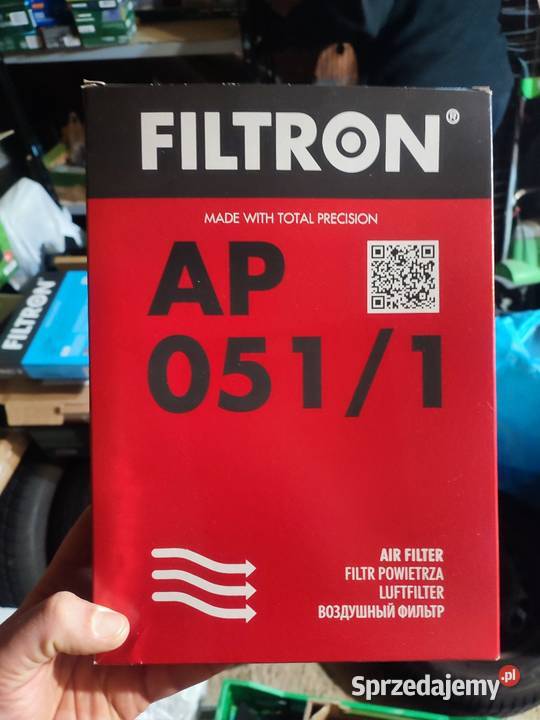 FILTRON®
MADE WITH TOTAL PRECISION
AP
051/1
FILTRON
AIR FILTER
FILTR POWIETRZA
LUFTFILTER
ВОЗДУШНЫЙ ФИЛЬТР
Sprzedajemy.pl